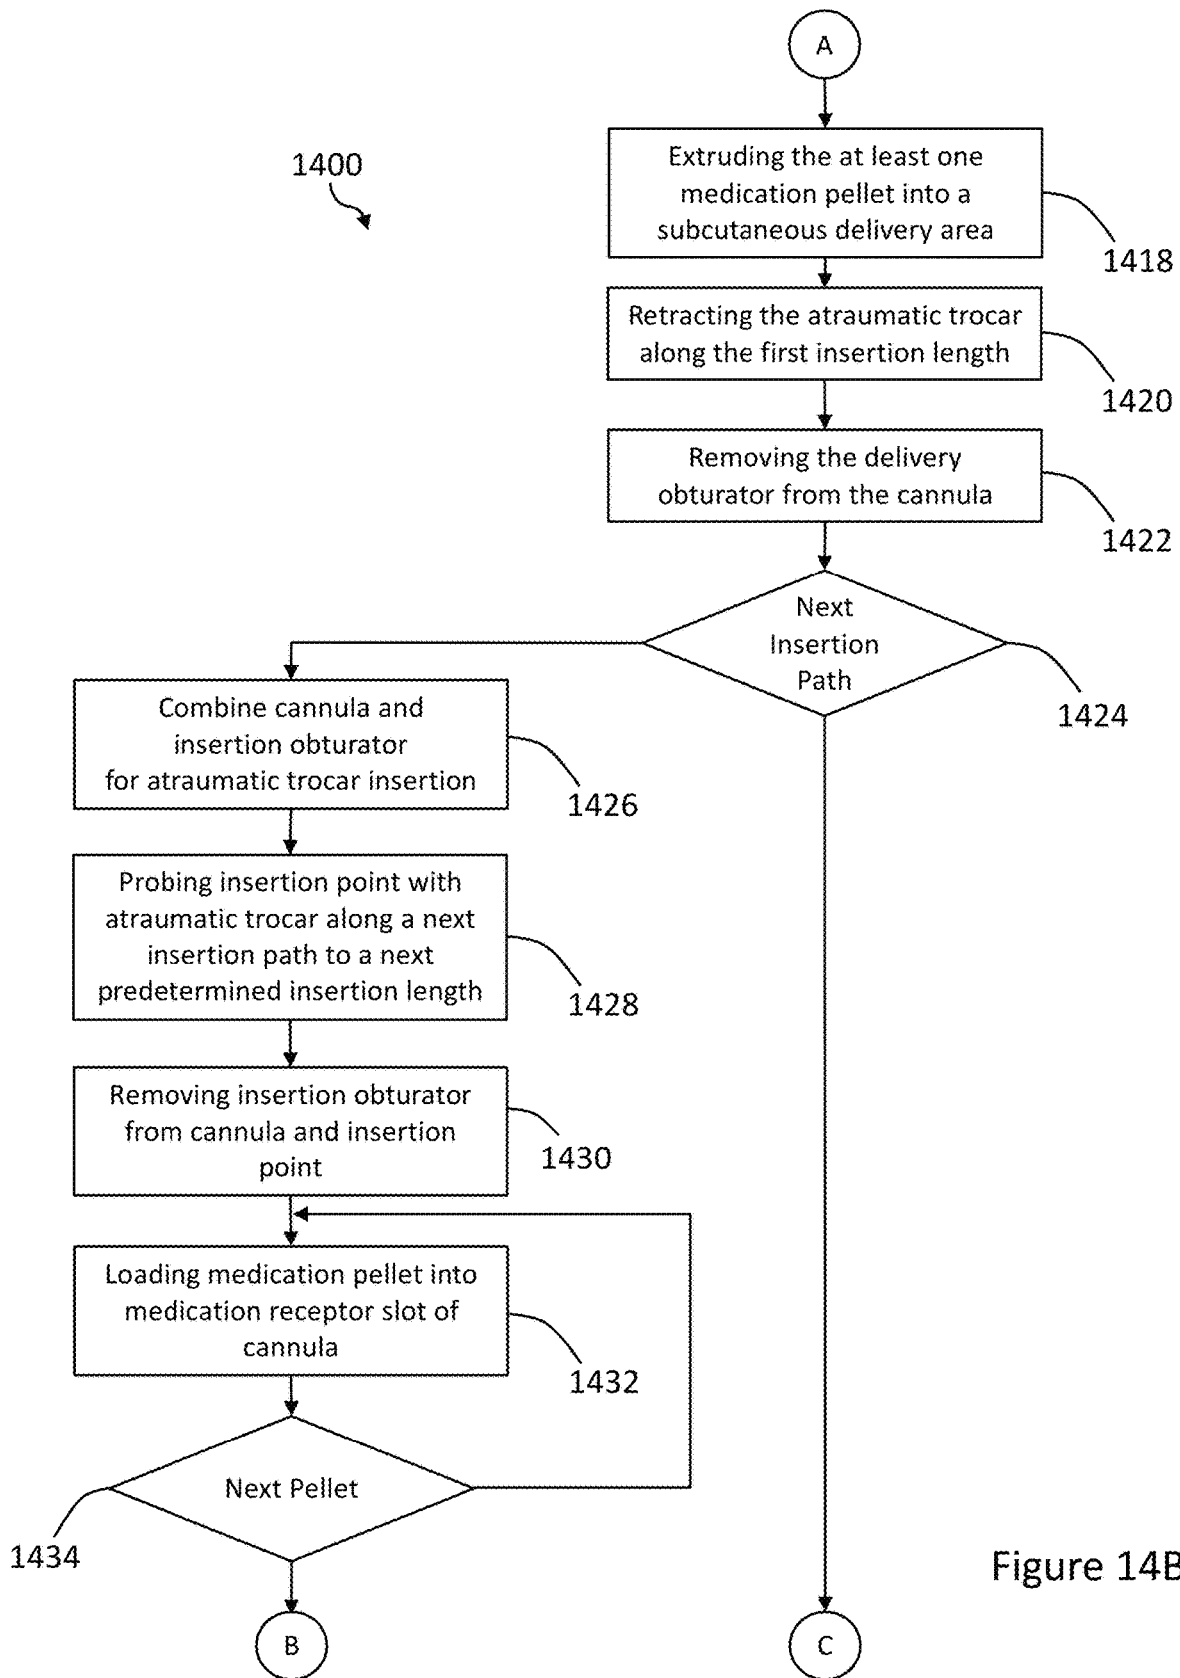 A
1400
Extruding the at least one
medication pellet into a
subcutaneous delivery area
1418
Retracting the atraumatic trocar
along the first insertion length
1420
Removing the delivery
obturator from the cannula
1422
Next
Insertion
Path
1424
Combine cannula and
insertion obturator
for atraumatic trocar insertion
1426
Probing insertion point with
atraumatic trocar along a next
insertion path to a next
predetermined insertion length
1428
Removing insertion obturator
from cannula and insertion
point
1430
Loading medication pellet into
medication receptor slot of
cannula
1432
Next Pellet
1434
B
C
Figure 14B